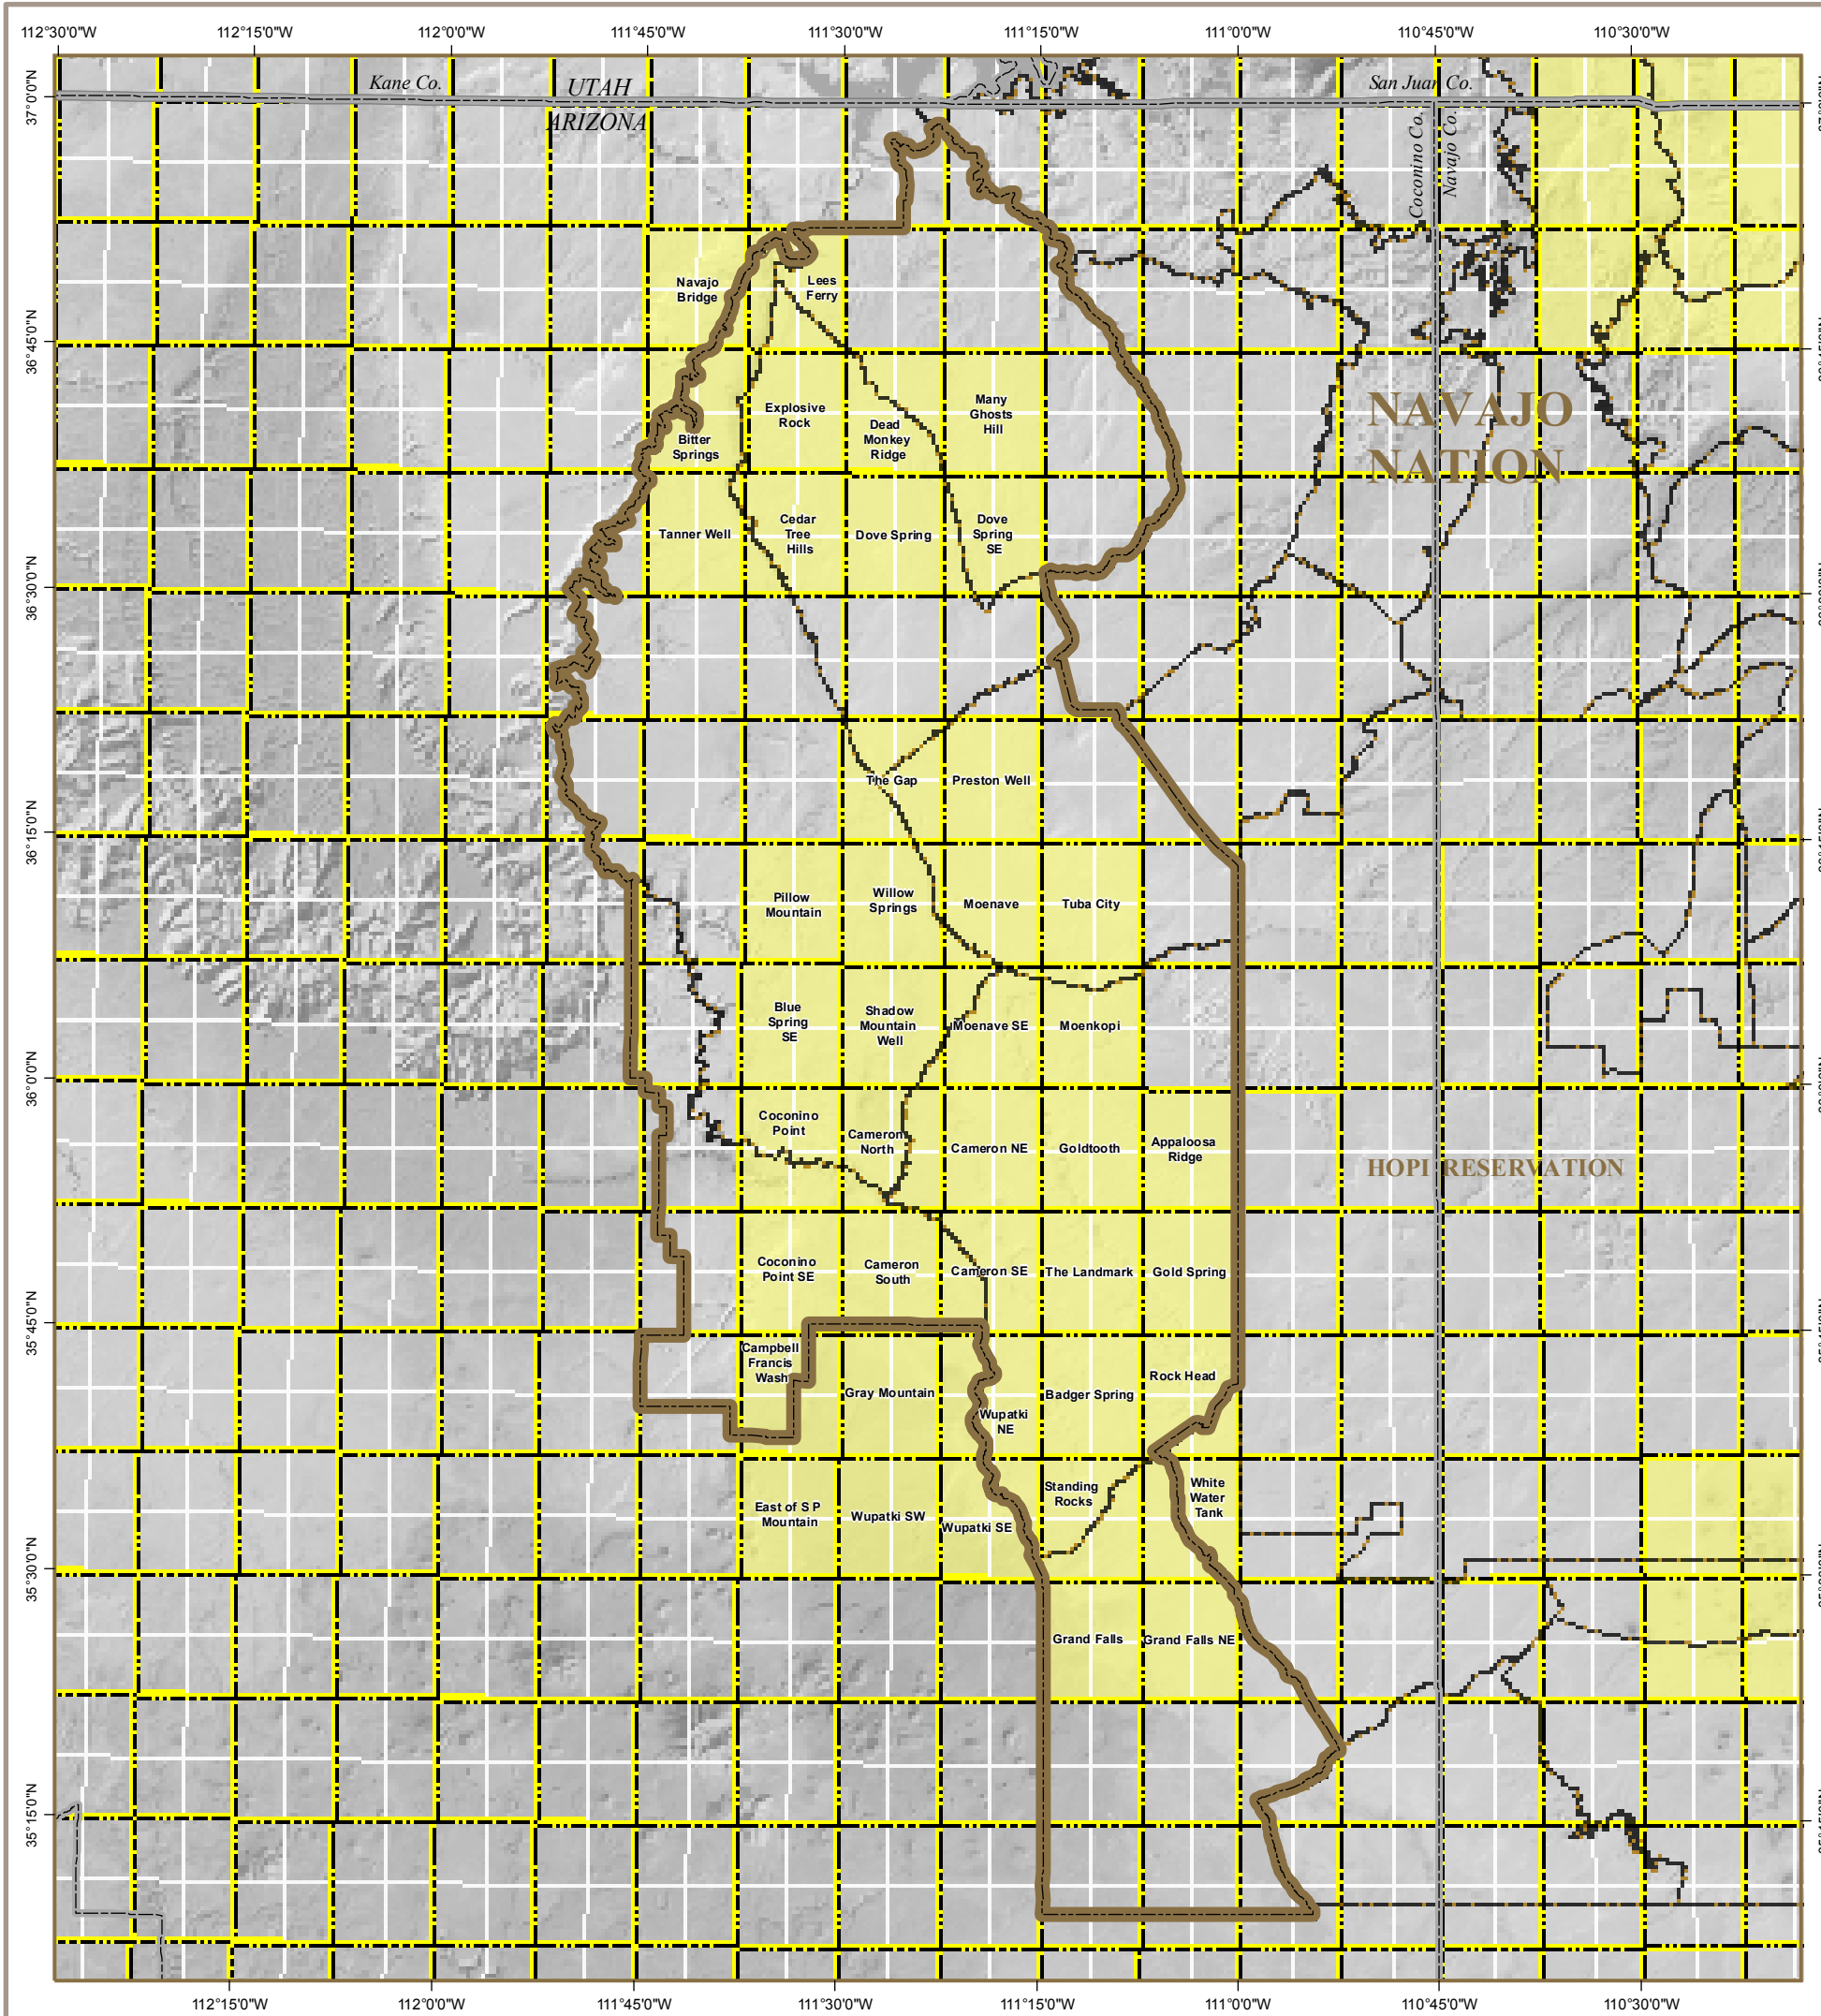 112°30'0"W 112°15'0"W 112°0'0"W 111°45'0"W 111°30'0"W 111°15'0"W 111°0'0"W 110°45'0"W 110°30'0"W
Kane Co.
UTAH
San Juan Co.
37°0'0"N
ARIZONA
Coconino Co.
Navajo Co.
Navajo
Bridge
Lees
Ferry
36°45'0"N
NAVAJO
NATION
Explosive
Rock
Many
Ghosts
Hill
Bitter
Springs
Dead
Monkey
Ridge
Tanner Well
Cedar
Tree
Hills
Dove Spring
Dove
Spring
SE
36°30'0"N
The Gap
Preston Well
36°15'0"N
Pillow
Mountain
Willow
Springs
Moenave
Tuba City
Blue
Spring
SE
Shadow
Mountain
Well
Moenave SE
Moenkopi
36°0'0"N
Coconino
Point
Cameron
North
Cameron NE
Goldtooth
Appaloosa
Ridge
HOPI RESERVATION
Coconino
Point SE
Cameron
South
Cameron SE
The Landmark
Gold Spring
35°45'0"N
Campbell
Francis
Wash
Gray Mountain
Wupatki
NE
Badger Spring
Rock Head
East of S P
Mountain
Wupatki SW
Wupatki SE
Standing
Rocks
White
Water
Tank
35°30'0"N
Grand Falls
Grand Falls NE
35°15'0"N
112°15'0"W 112°0'0"W 111°45'0"W 111°30'0"W 111°15'0"W 111°0'0"W 110°45'0"W 110°30'0"W